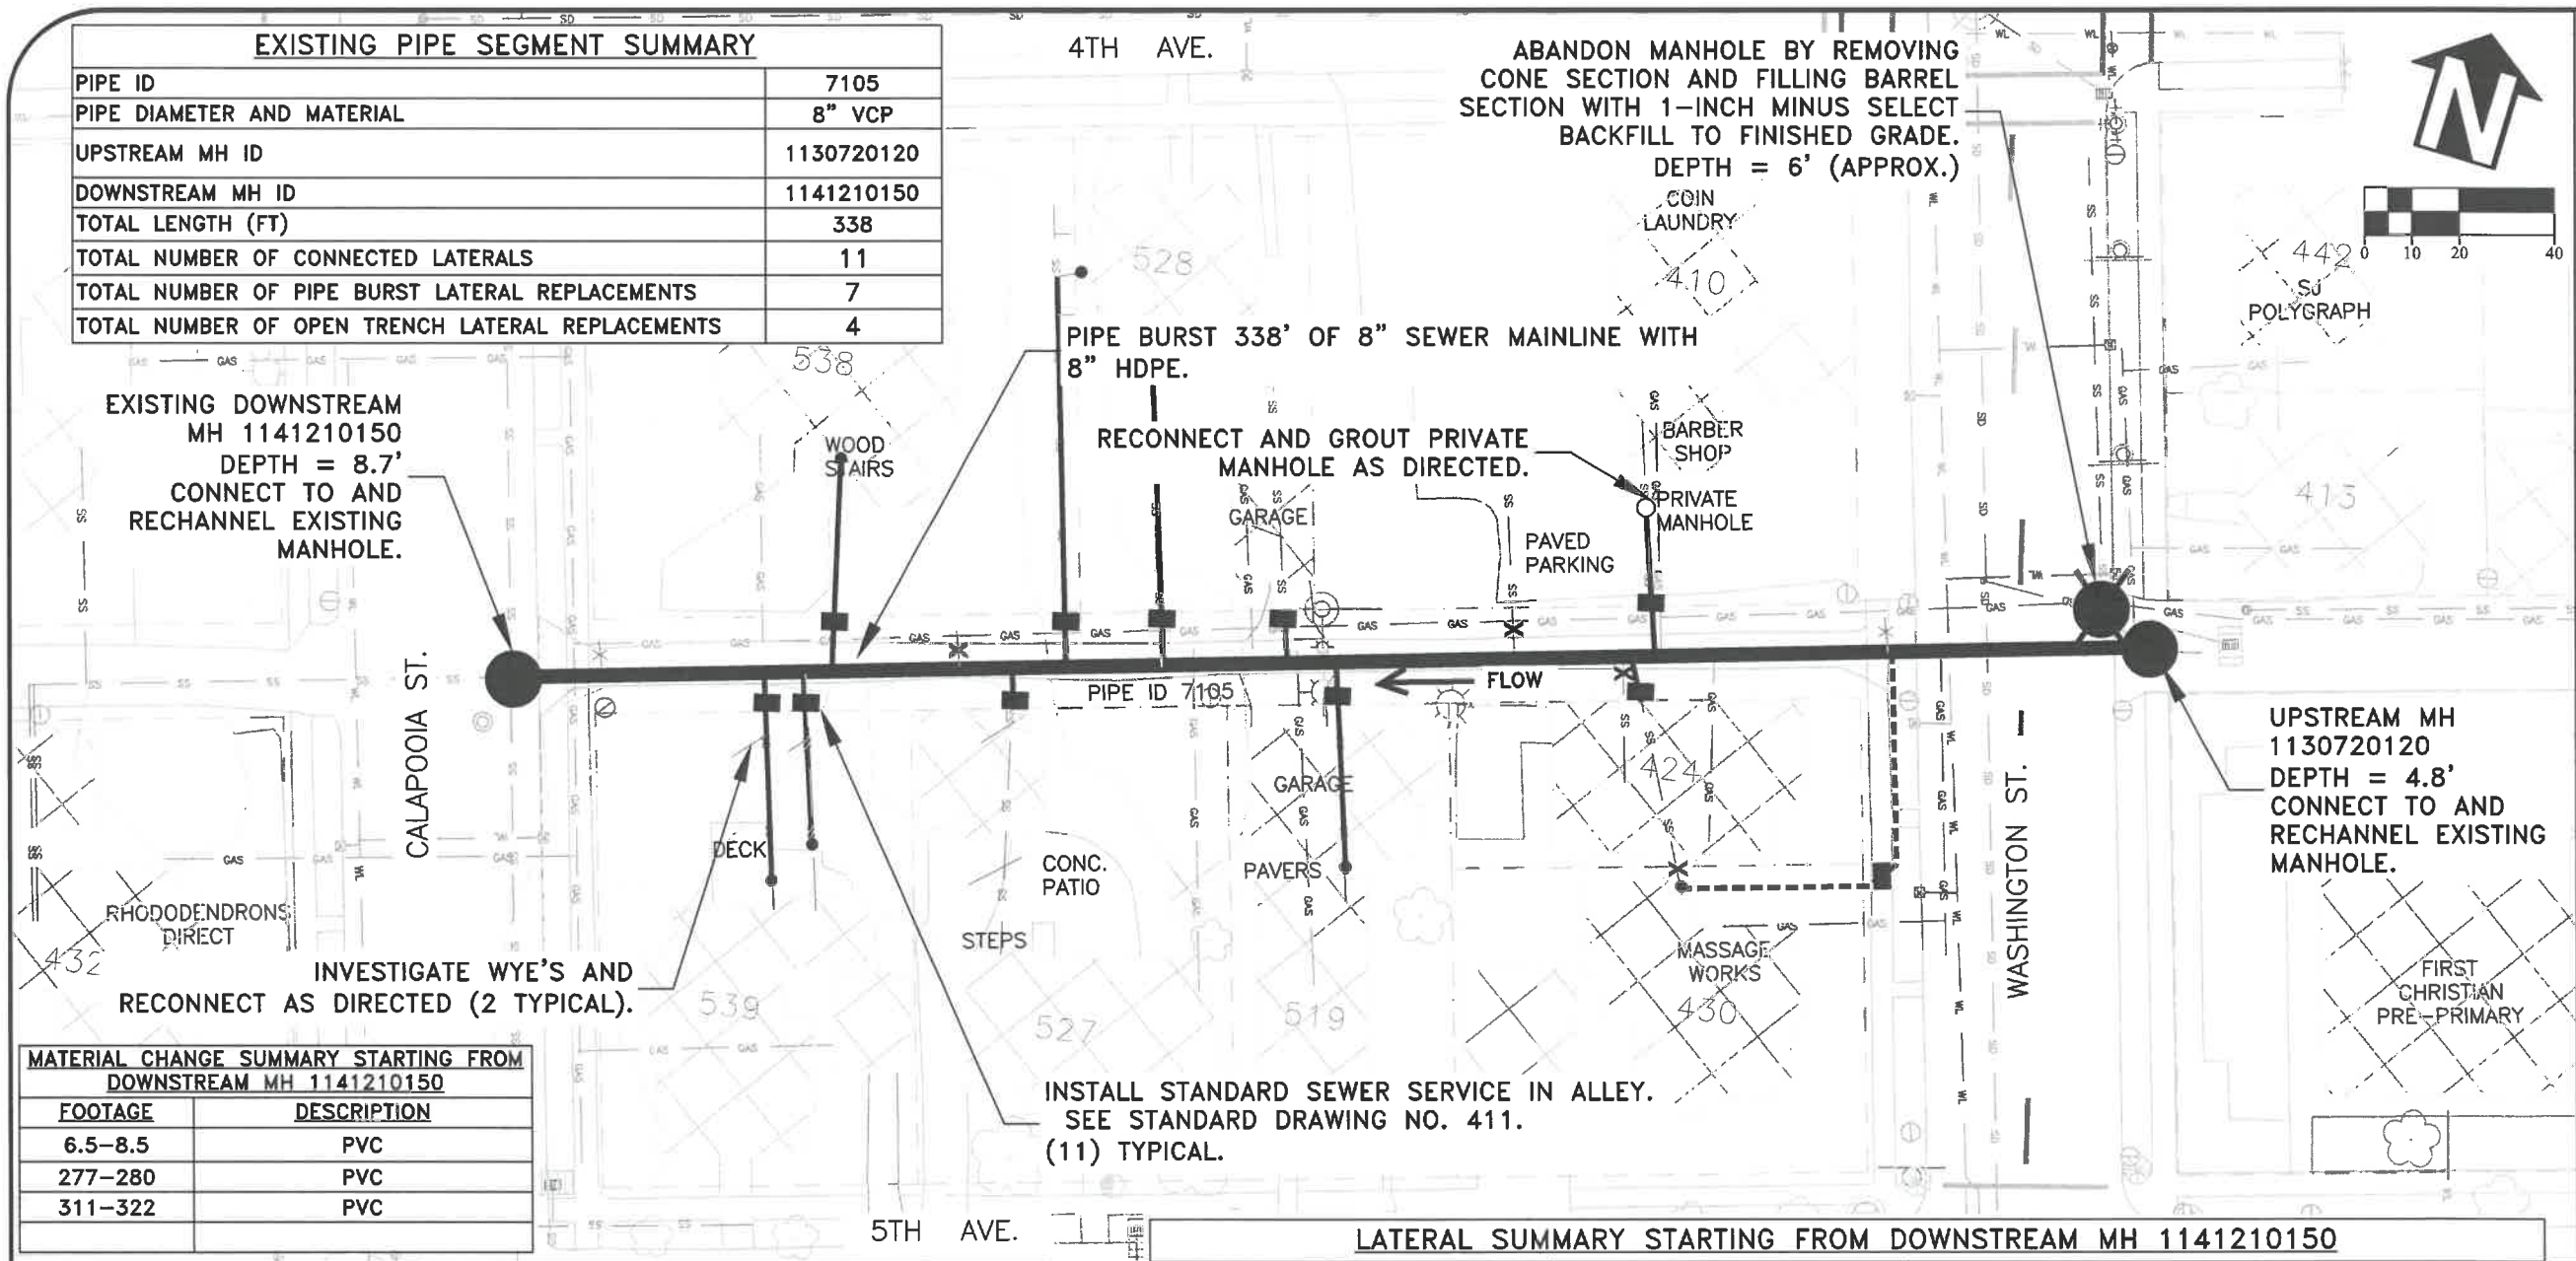 EXISTING PIPE SEGMENT SUMMARY
PIPE ID 7105
PIPE DIAMETER AND MATERIAL 8" VCP
UPSTREAM MH ID 1130720120
DOWNSTREAM MH ID 1141210150
TOTAL LENGTH (FT) 338
TOTAL NUMBER OF CONNECTED LATERALS 11
TOTAL NUMBER OF PIPE BURST LATERAL REPLACEMENTS 7
TOTAL NUMBER OF OPEN TRENCH LATERAL REPLACEMENTS 4
4TH AVE.
ABANDON MANHOLE BY REMOVING
CONE SECTION AND FILLING BARREL
SECTION WITH 1-INCH MINUS SELECT
BACKFILL TO FINISHED GRADE.
DEPTH = 6' (APPROX.)
N
0 10 20 40
COIN
LAUNDRY
410
442
SJ
POLYGRAPH
528
538
PIPE BURST 338' OF 8" SEWER MAINLINE WITH
8" HDPE.
EXISTING DOWNSTREAM
MH 1141210150
DEPTH = 8.7'
CONNECT TO AND
RECHANNEL EXISTING
MANHOLE.
WOOD
STAIRS
RECONNECT AND GROUT PRIVATE
MANHOLE AS DIRECTED.
BARBER
SHOP
PRIVATE
MANHOLE
GARAGE
PAVED
PARKING
413
CALAPOOIA ST.
PIPE ID 7105
FLOW
UPSTREAM MH
1130720120
DEPTH = 4.8'
CONNECT TO AND
RECHANNEL EXISTING
MANHOLE.
WASHINGTON ST.
GARAGE
424
DECK
CONC.
PATIO
PAVERS
RHODODENDRONS
DIRECT
432
STEPS
MASSAGE
WORKS
430
FIRST
CHRISTIAN
PRE-PRIMARY
INVESTIGATE WYE'S AND
RECONNECT AS DIRECTED (2 TYPICAL).
539
527
519
INSTALL STANDARD SEWER SERVICE IN ALLEY.
SEE STANDARD DRAWING NO. 411.
(11) TYPICAL.
MATERIAL CHANGE SUMMARY STARTING FROM
DOWNSTREAM MH 1141210150
FOOTAGE DESCRIPTION
6.5-8.5 PVC
277-280 PVC
311-322 PVC
5TH AVE.
LATERAL SUMMARY STARTING FROM DOWNSTREAM MH 1141210150